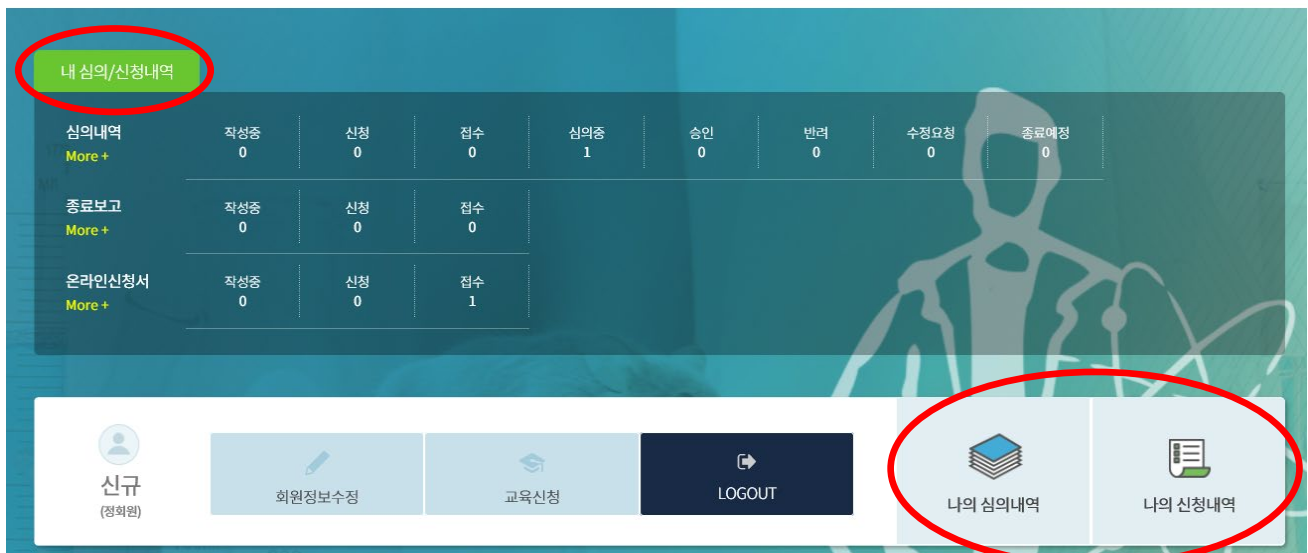 내 심의/신청내역
심의내역 작성중 신청 접수 심의중 승인 반려 수정요청 종료예정
More + 0 0 0 1 0 0 0 0
종료보고 작성중 신청 접수
More + 0 0 0
온라인신청서 작성중 신청 접수
More + 0 0 1
신규
(정회원)
회원정보수정
교육신청
LOGOUT
나의 심의내역
나의 신청내역